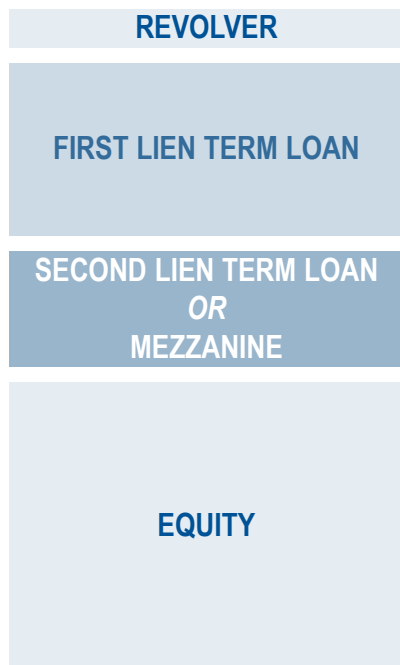 REVOLVER
FIRST LIEN TERM LOAN
SECOND LIEN TERM LOAN
OR
MEZZANINE
EQUITY